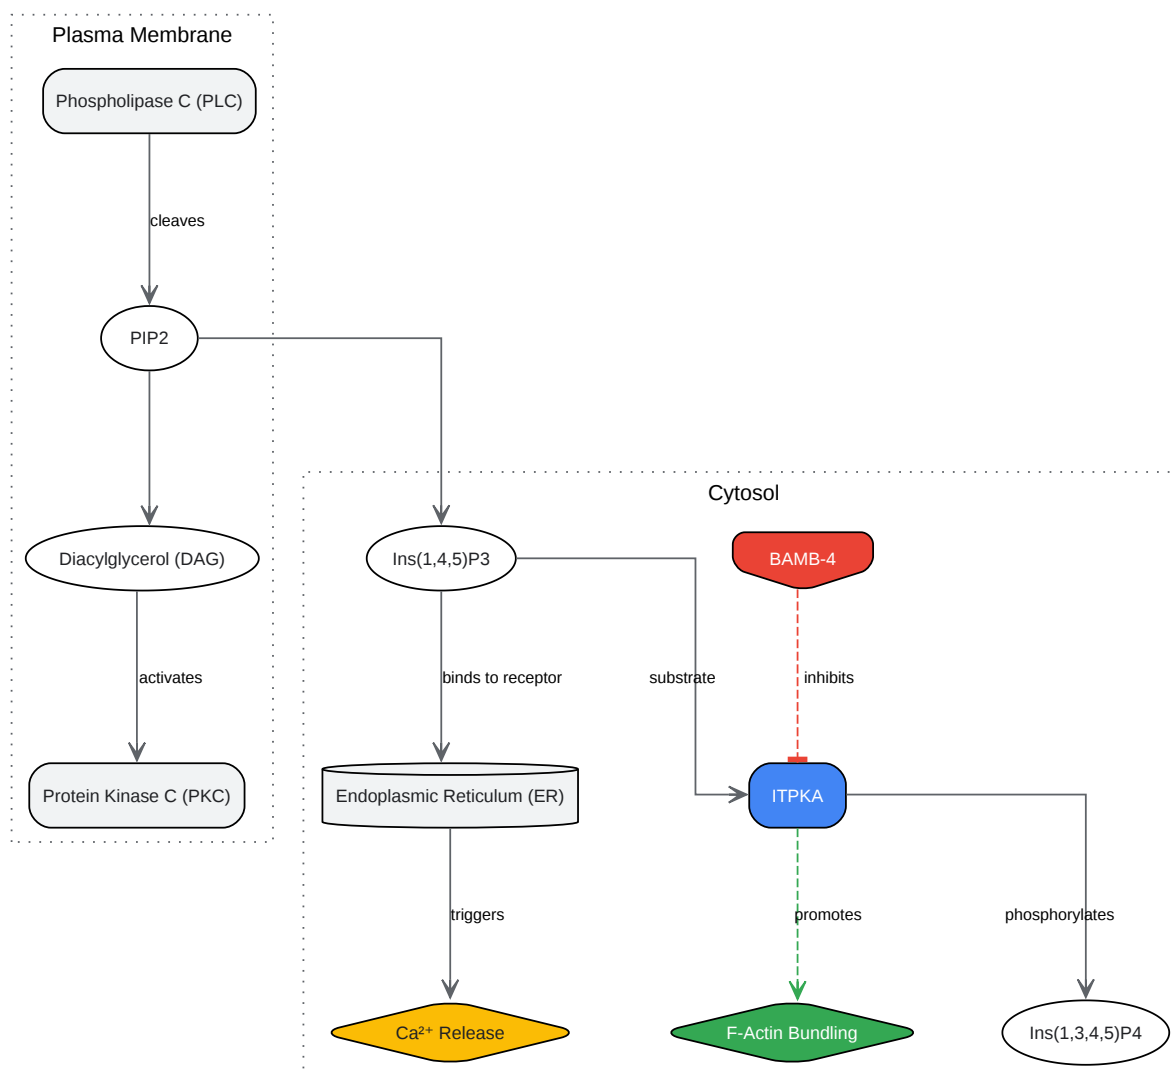 Plasma Membrane
Phospholipase C (PLC)
cleaves
PIP2
Cytosol
Diacylglycerol (DAG)
Ins(1,4,5)P3
BAMB-4
activates
binds to receptor
substrate
inhibits
Protein Kinase C (PKC)
Endoplasmic Reticulum (ER)
ITPKA
triggers
promotes
phosphorylates
Ca²⁺ Release
F-Actin Bundling
Ins(1,3,4,5)P4